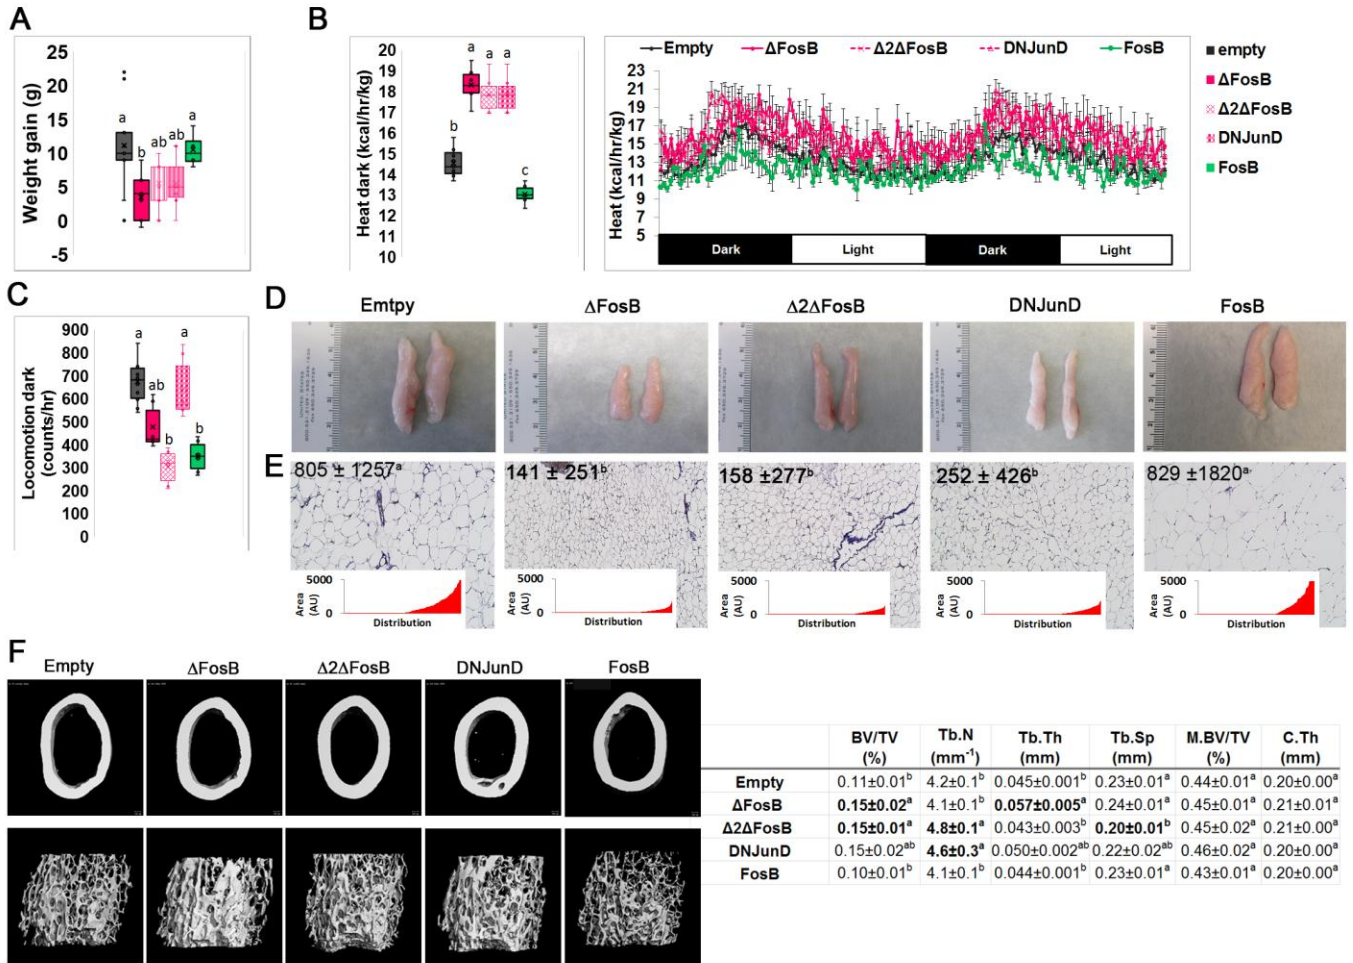 A
Weight gain (g)
25
20
15
10
5
0
-5
a
b
ab
ab
a
B
Heat dark (kcal/hr/kg)
20
19
18
17
16
15
14
13
12
11
10
b
a
a
a
c
Empty
ΔFosB
Δ2ΔFosB
DNJunD
FosB
Heat (kcal/hr/kg)
23
21
19
17
15
13
11
9
7
5
Dark
Light
Dark
Light
empty
ΔFosB
Δ2ΔFosB
DNJunD
FosB
C
Locomotion dark
(counts/hr)
900
800
700
600
500
400
300
200
100
0
a
ab
b
a
b
D
Emtpy
ΔFosB
Δ2ΔFosB
DNJunD
FosB
E
805 ± 1257a
141 ± 251b
158 ±277b
252 ± 426b
829 ±1820a
Area
(AU)
5000
0
Distribution
Area
(AU)
5000
0
Distribution
Area
(AU)
5000
0
Distribution
Area
(AU)
5000
0
Distribution
Area
(AU)
5000
0
Distribution
F
Empty
ΔFosB
Δ2ΔFosB
DNJunD
FosB
BV/TV (%) Tb.N (mm-1) Tb.Th (mm) Tb.Sp (mm) M.BV/TV (%) C.Th (mm)
Empty 0.11±0.01b 4.2±0.1b 0.045±0.001b 0.23±0.01a 0.44±0.01a 0.20±0.00a
ΔFosB 0.15±0.02a 4.1±0.1b 0.057±0.005a 0.24±0.01a 0.45±0.01a 0.21±0.01a
Δ2ΔFosB 0.15±0.01a 4.8±0.1a 0.043±0.003b 0.20±0.01b 0.45±0.02a 0.21±0.00a
DNJunD 0.15±0.02ab 4.6±0.3a 0.050±0.002ab 0.22±0.02ab 0.46±0.02a 0.20±0.00a
FosB 0.10±0.01b 4.1±0.1b 0.044±0.001b 0.23±0.01a 0.43±0.01a 0.20±0.00a